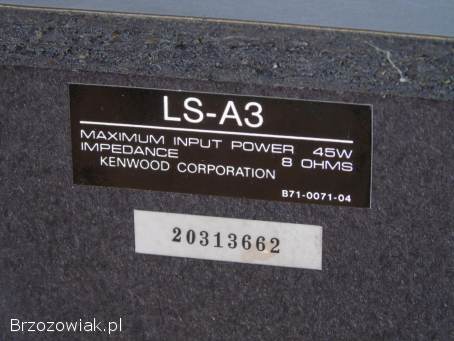 LS-A3
MAXIMUM INPUT POWER 45W
IMPEDANCE 8 OHMS
KENWOOD CORPORATION
B71-0071-04
20313662
Brzozowiak.pl